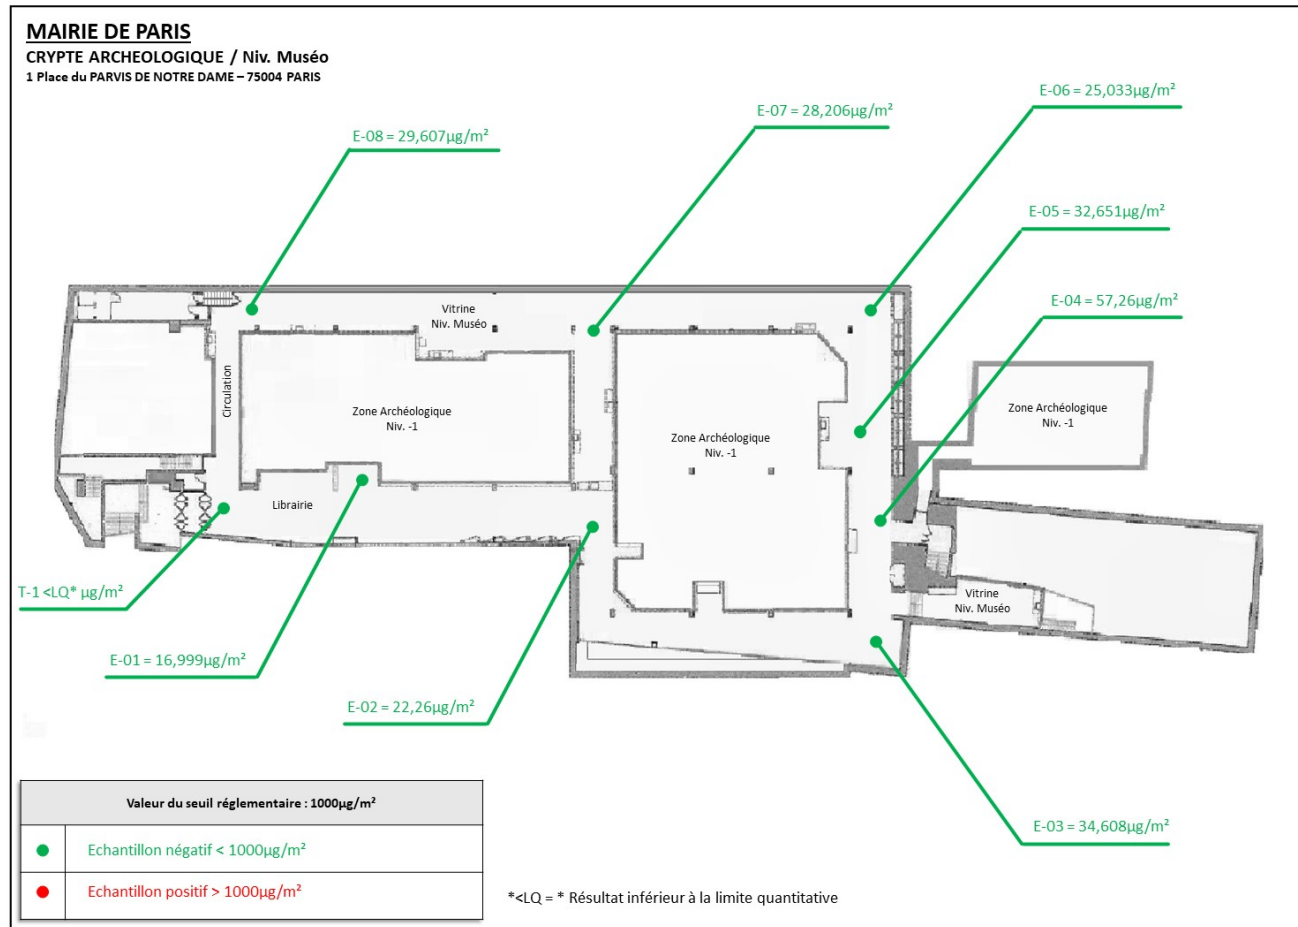 MAIRIE DE PARIS
CRYPTE ARCHEOLOGIQUE / Niv. Muséo
1 Place du PARVIS DE NOTRE DAME – 75004 PARIS
E-06 = 25,033µg/m²
E-07 = 28,206µg/m²
E-08 = 29,607µg/m²
E-05 = 32,651µg/m²
E-04 = 57,26µg/m²
Vitrine
Niv. Muséo
Circulation
Zone Archéologique
Niv. -1
Zone Archéologique
Niv. -1
Zone Archéologique
Niv. -1
Librairie
T-1 <LQ* µg/m²
Vitrine
Niv. Muséo
E-01 = 16,999µg/m²
E-02 = 22,26µg/m²
E-03 = 34,608µg/m²
Valeur du seuil réglementaire : 1000µg/m²
Echantillon négatif < 1000µg/m²
Echantillon positif > 1000µg/m²
*<LQ = * Résultat inférieur à la limite quantitative